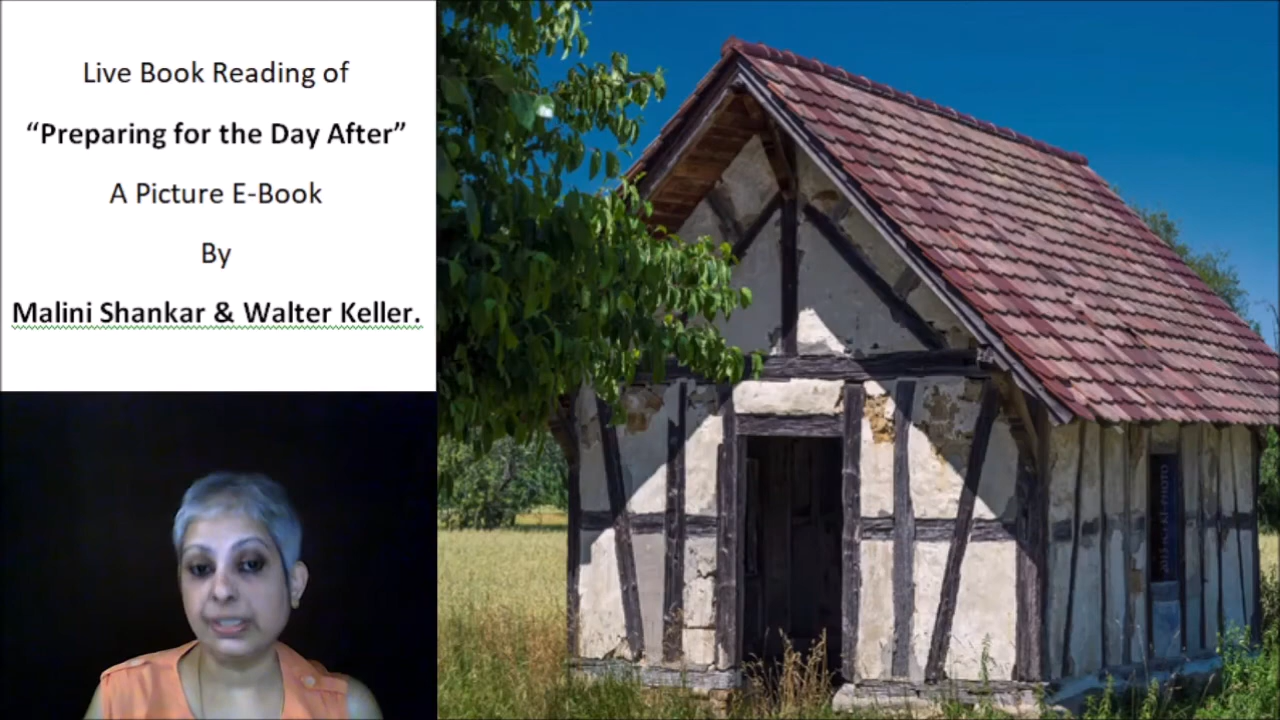 Live Book Reading of
“Preparing for the Day After”
A Picture E-Book
By
Malini Shankar & Walter Keller.